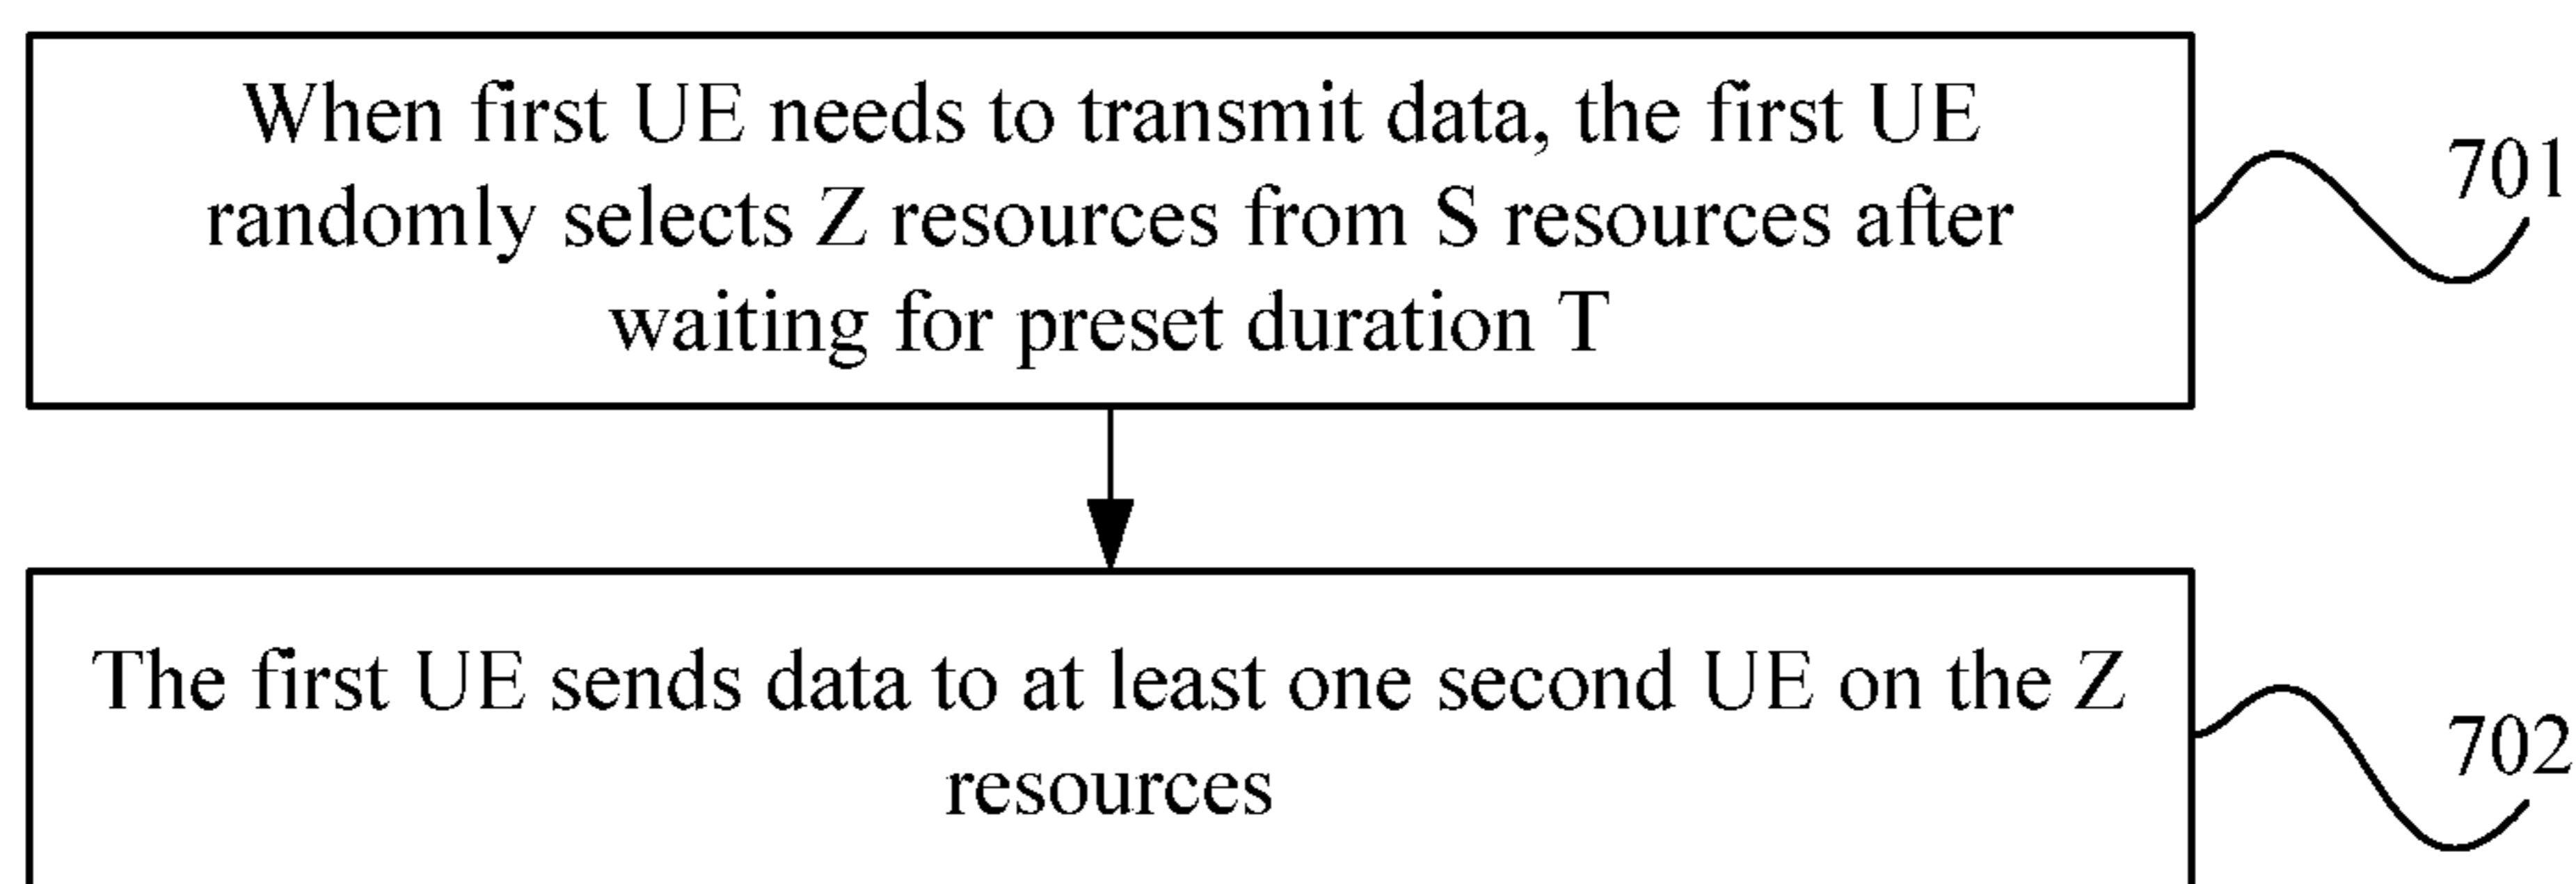 When first UE needs to transmit data, the first UE
randomly selects Z resources from S resources after
waiting for preset duration T
701
The first UE sends data to at least one second UE on the Z
resources
702